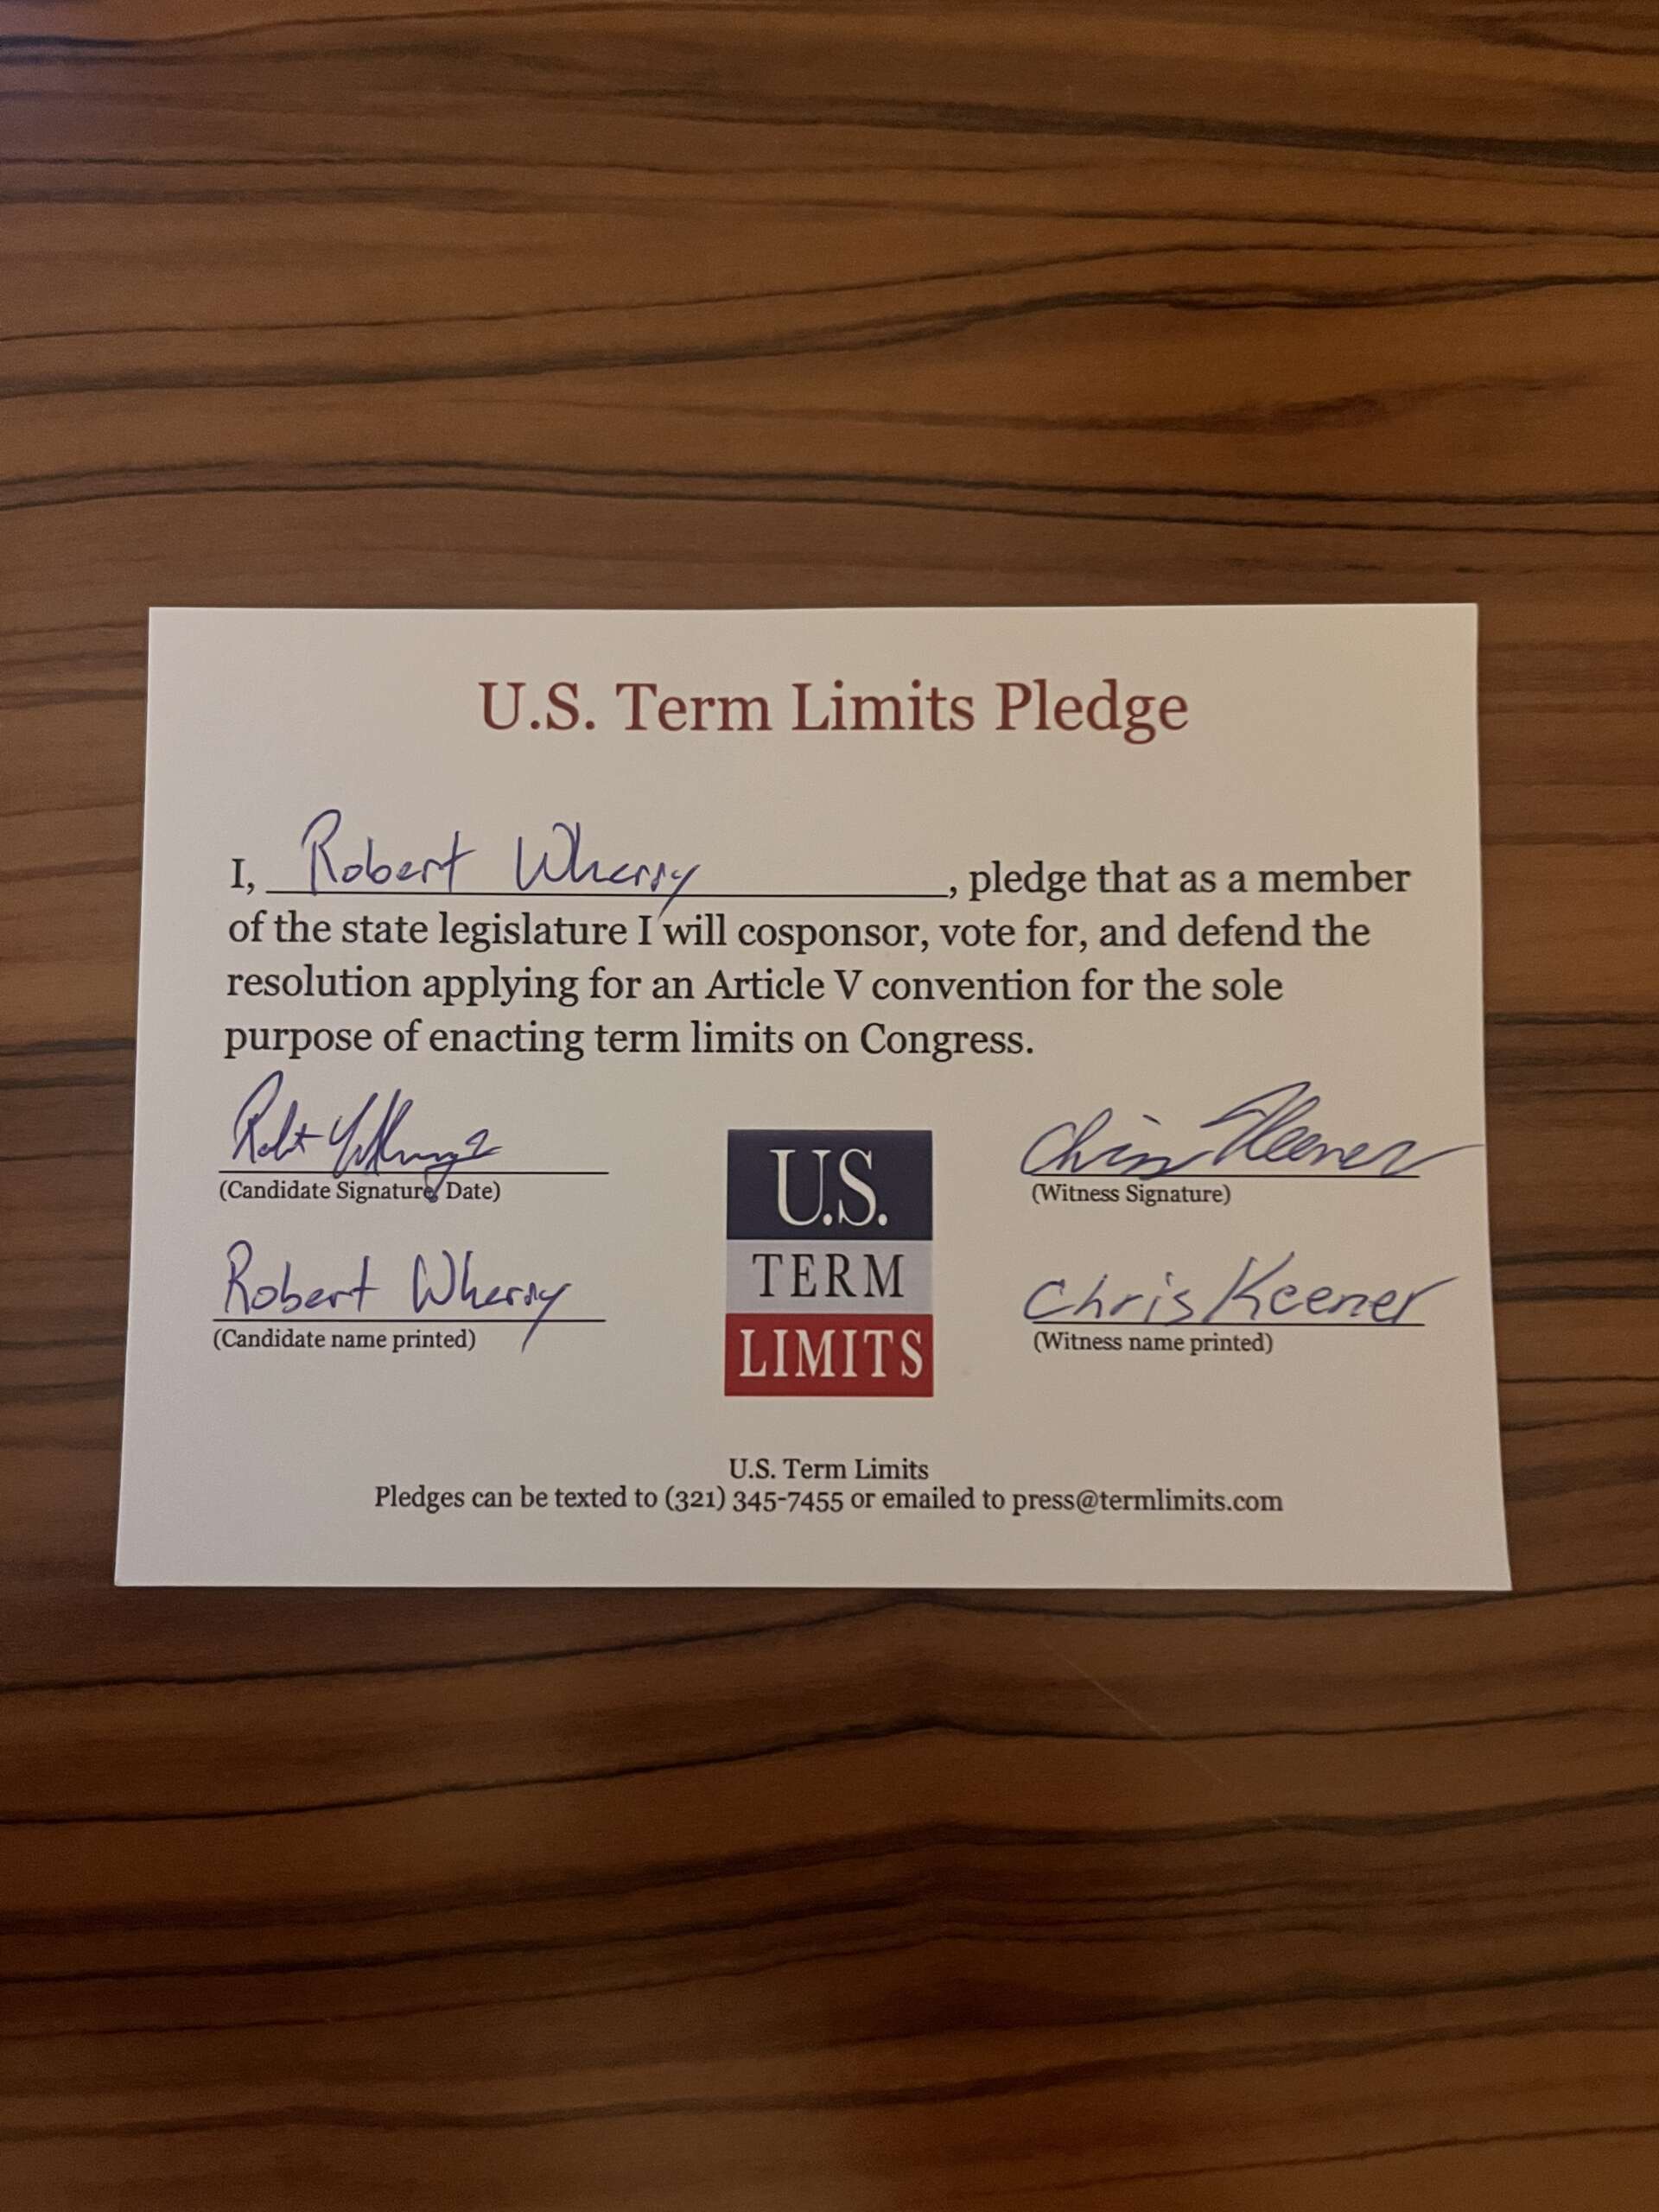 U.S. Term Limits Pledge
I, Robert Wherry, pledge that as a member
of the state legislature I will cosponsor, vote for, and defend the
resolution applying for an Article V convention for the sole
purpose of enacting term limits on Congress.
(Candidate Signature, Date)
Chris Keener
(Witness Signature)
Robert Wherry
(Candidate name printed)
Chris Keener
(Witness name printed)
U.S.
TERM
LIMITS
U.S. Term Limits
Pledges can be texted to (321) 345-7455 or emailed to press@termlimits.com